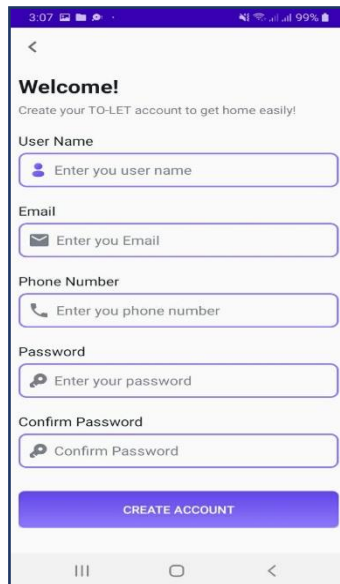 3:07 99%
Welcome!
Create your TO-LET account to get home easily!
User Name
Enter you user name
Email
Enter you Email
Phone Number
Enter you phone number
Password
Enter your password
Confirm Password
Confirm Password
CREATE ACCOUNT